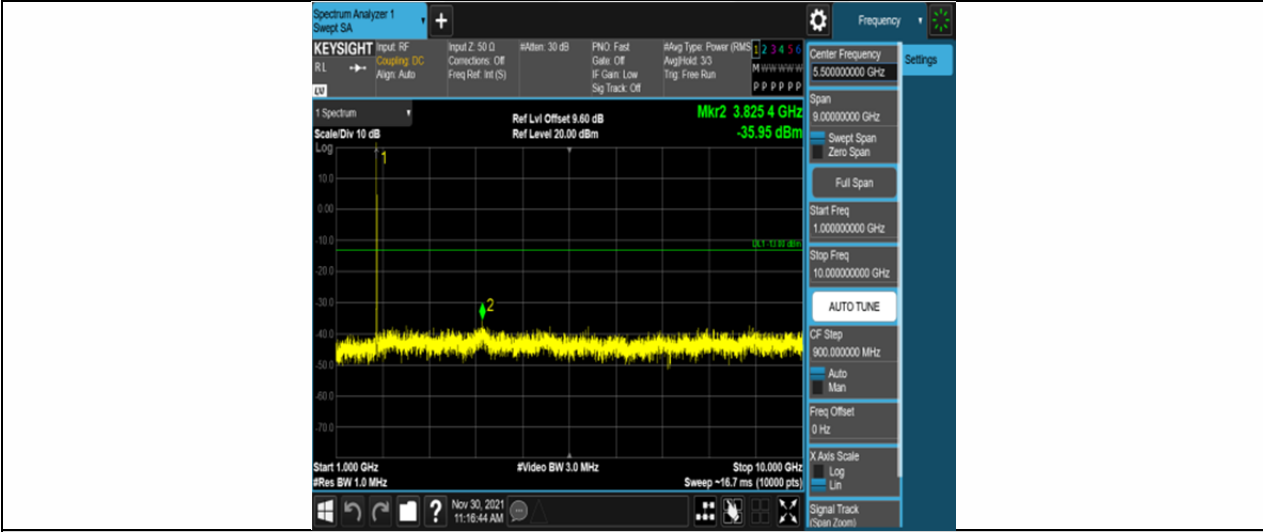 Spectrum Analyzer 1
Swept SA
+
Frequency
KEYSIGHT
Input: RF
Coupling: DC
Align: Auto
Input Z: 50 Ω
Corrections: Off
Freq Ref: Int (S)
#Atten: 30 dB
PNO: Fast
Gate: Off
IF Gain: Low
Sig Track: Off
#Avg Type: Power (RMS
Avg|Hold: 3/3
Trig: Free Run
1 2 3 4 5 6
M W W W W W
P P P P P P
RL
LV
1 Spectrum
Scale/Div 10 dB
Log
Ref Lvl Offset 9.60 dB
Ref Level 20.00 dBm
Mkr2 3.825 4 GHz
-35.95 dBm
1
10.0
0.00
-10.0
DL1 -13.00 dBm
-20.0
-30.0
2
-40.0
-50.0
-60.0
-70.0
Start 1.000 GHz
#Res BW 1.0 MHz
#Video BW 3.0 MHz
Stop 10.000 GHz
Sweep ~16.7 ms (10000 pts)
?
Nov 30, 2021
11:16:44 AM
Center Frequency
5.500000000 GHz
Settings
Span
9.00000000 GHz
Swept Span
Zero Span
Full Span
Start Freq
1.000000000 GHz
Stop Freq
10.000000000 GHz
AUTO TUNE
CF Step
900.000000 MHz
Auto
Man
Freq Offset
0 Hz
X Axis Scale
Log
Lin
Signal Track
(Span Zoom)